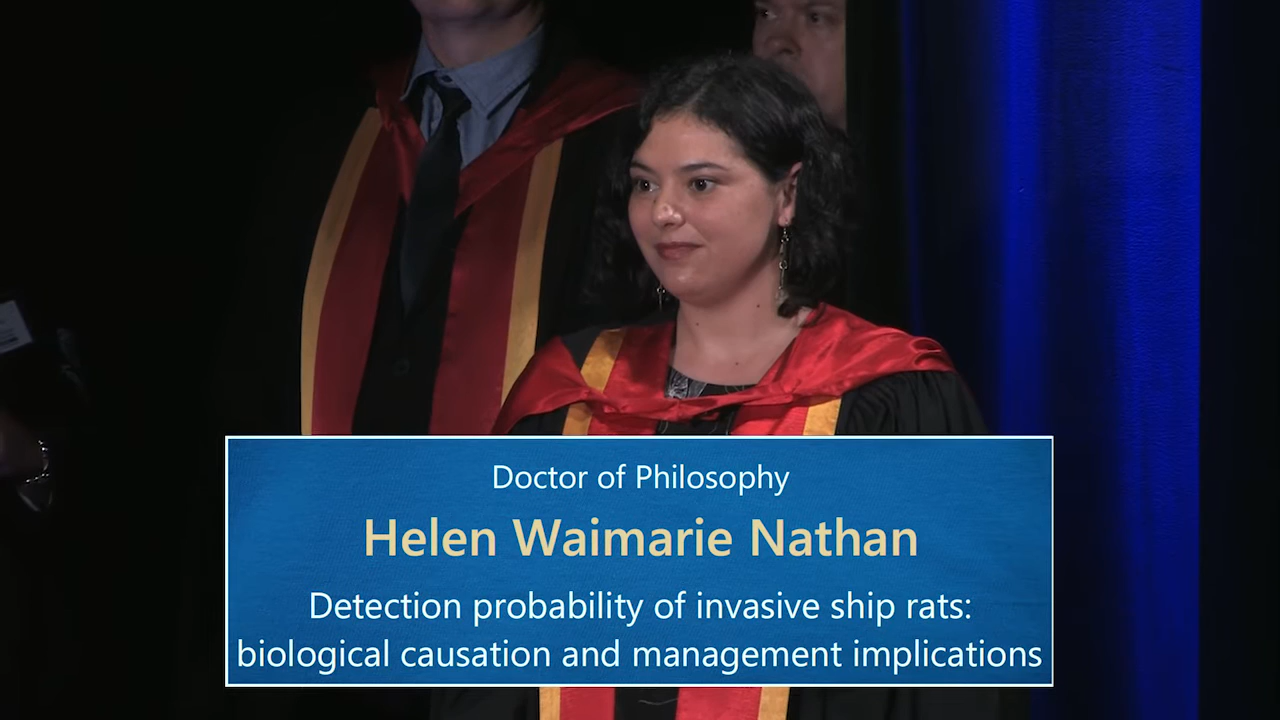 Doctor of Philosophy
Helen Waimarie Nathan
Detection probability of invasive ship rats:
biological causation and management implications